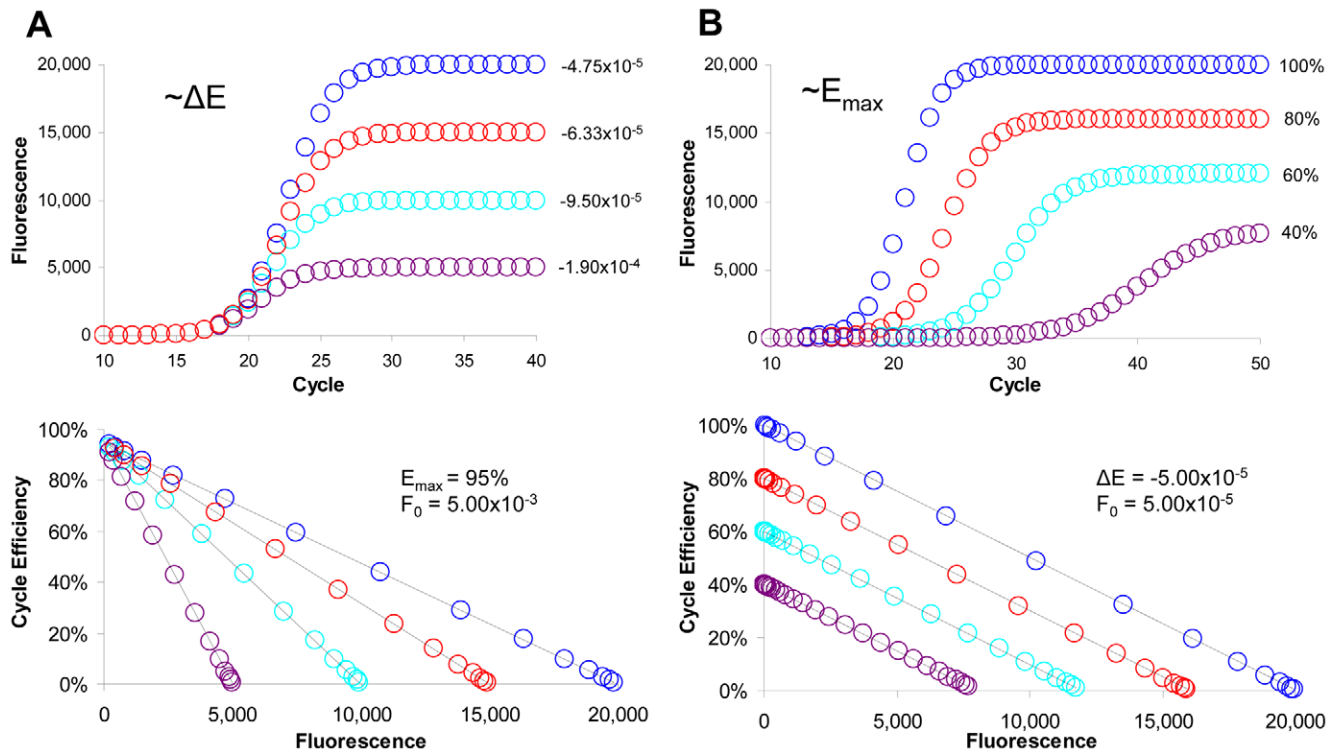 A
20,000
15,000
10,000
5,000
0
Fluorescence
~ΔE
-4.75x10⁻⁵
-6.33x10⁻⁵
-9.50x10⁻⁵
-1.90x10⁻⁴
10 15 20 25 30 35 40
Cycle
B
20,000
15,000
10,000
5,000
0
Fluorescence
~Eₘₐₓ
100%
80%
60%
40%
10 20 30 40 50
Cycle
100%
80%
60%
40%
20%
0%
Cycle Efficiency
Eₘₐₓ = 95%
F₀ = 5.00x10⁻³
0 5,000 10,000 15,000 20,000
Fluorescence
100%
80%
60%
40%
20%
0%
Cycle Efficiency
ΔE = -5.00x10⁻⁵
F₀ = 5.00x10⁻⁵
0 5,000 10,000 15,000 20,000
Fluorescence